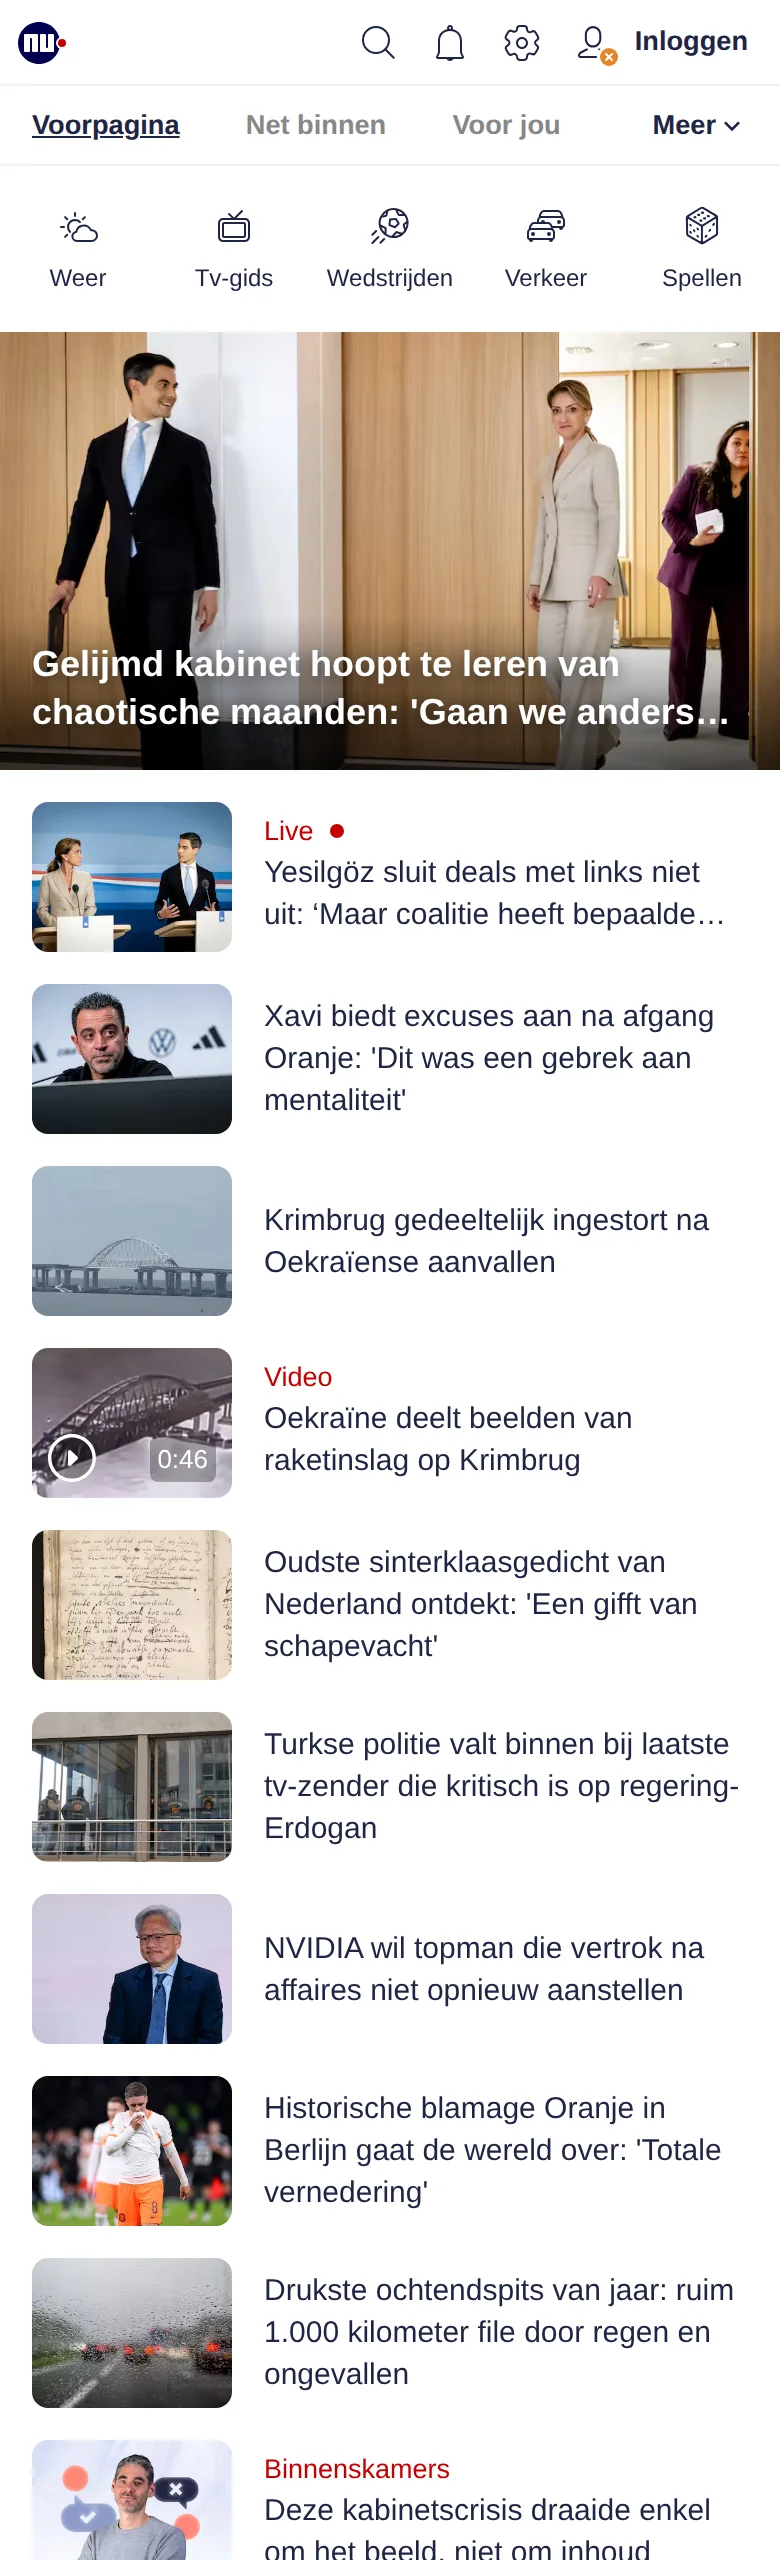 nu
Inloggen
Voorpagina
Net binnen
Voor jou
Meer
Weer
Tv-gids
Wedstrijden
Verkeer
Spellen
Gelijmd kabinet hoopt te leren van
chaotische maanden: 'Gaan we anders...
Live
Yesilgöz sluit deals met links niet
uit: ‘Maar coalitie heeft bepaalde...
Xavi biedt excuses aan na afgang
Oranje: 'Dit was een gebrek aan
mentaliteit'
Krimbrug gedeeltelijk ingestort na
Oekraïense aanvallen
Video
Oekraïne deelt beelden van
raketinslag op Krimbrug
0:46
Oudste sinterklaasgedicht van
Nederland ontdekt: 'Een gifft van
schapevacht'
Turkse politie valt binnen bij laatste
tv-zender die kritisch is op regering-
Erdogan
NVIDIA wil topman die vertrok na
affaires niet opnieuw aanstellen
Historische blamage Oranje in
Berlijn gaat de wereld over: 'Totale
vernedering'
Drukste ochtendspits van jaar: ruim
1.000 kilometer file door regen en
ongevallen
Binnenskamers
Deze kabinetscrisis draaide enkel
om het beeld, niet om inhoud